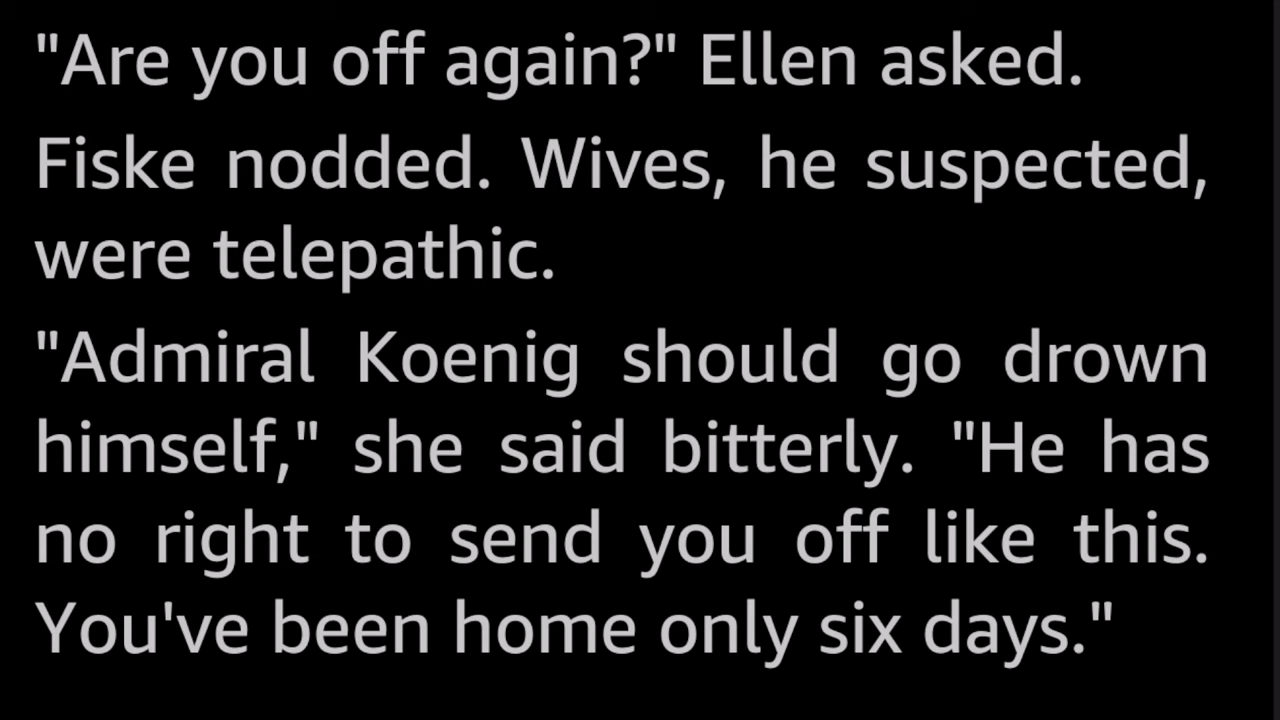 "Are you off again?" Ellen asked.
Fiske nodded. Wives, he suspected,
were telepathic.
"Admiral Koenig should go drown
himself," she said bitterly. "He has
no right to send you off like this.
You've been home only six days."